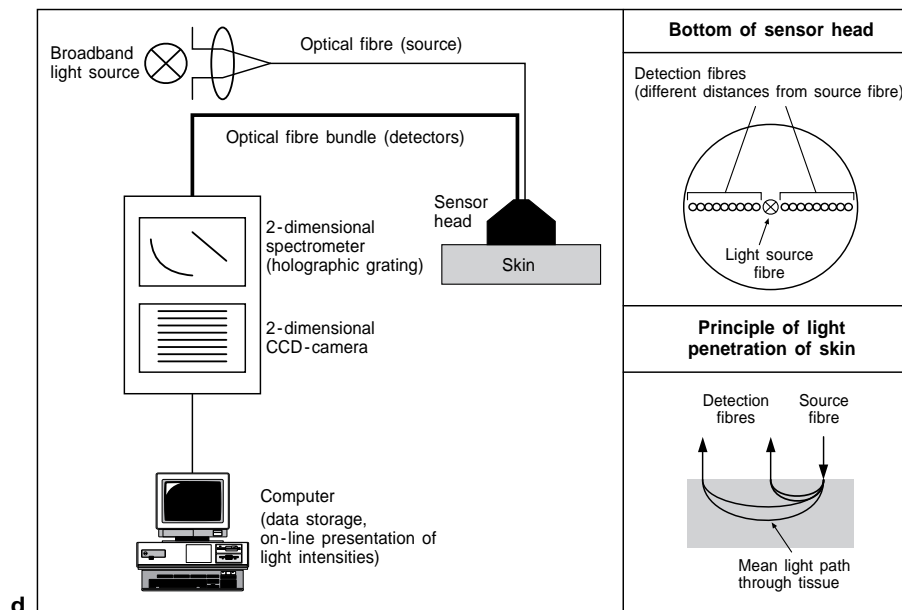 Broadband
light source
Optical fibre (source)
Optical fibre bundle (detectors)
Sensor
head
Skin
2-dimensional
spectrometer
(holographic grating)
2-dimensional
CCD-camera
Computer
(data storage,
on-line presentation of
light intensities)
Bottom of sensor head
Detection fibres
(different distances from source fibre)
Light source
fibre
Principle of light
penetration of skin
Detection
fibres
Source
fibre
Mean light path
through tissue
d